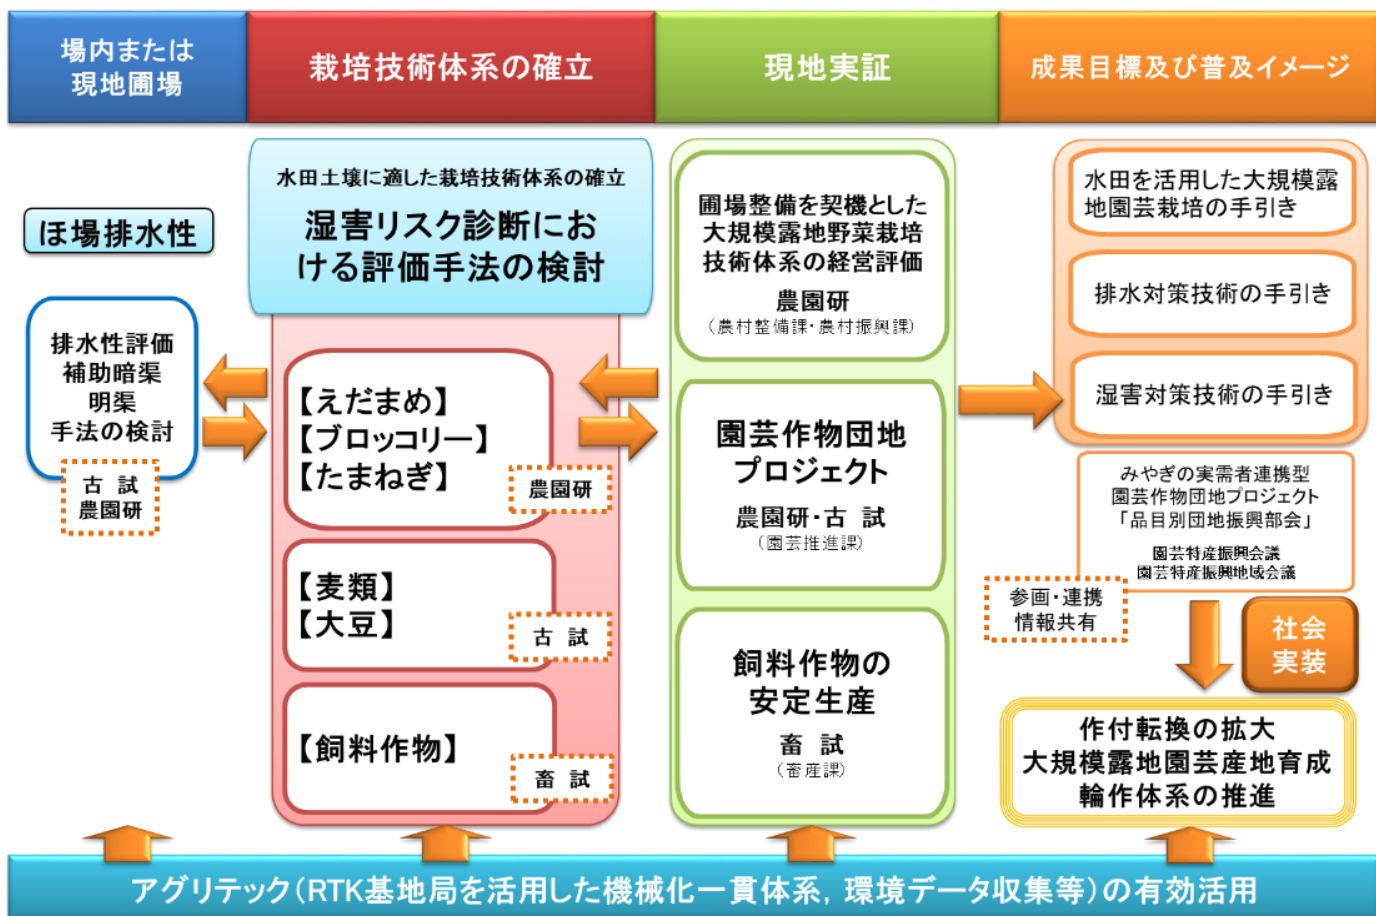 場内または
現地圃場
栽培技術体系の確立
現地実証
成果目標及び普及イメージ
ほ場排水性
排水性評価
補助暗渠
明渠
手法の検討
古 試
農園研
水田土壌に適した栽培技術体系の確立
湿害リスク診断にお
ける評価手法の検討
【えだまめ】
【ブロッコリー】
【たまねぎ】
農園研
【麦類】
【大豆】
古 試
【飼料作物】
畜 試
圃場整備を契機とした
大規模露地野菜栽培
技術体系の経営評価
農園研
（農村整備課・農村振興課）
園芸作物団地
プロジェクト
農園研・古 試
（園芸推進課）
飼料作物の
安定生産
畜 試
（畜産課）
水田を活用した大規模露
地園芸栽培の手引き
排水対策技術の手引き
湿害対策技術の手引き
みやぎの実需者連携型
園芸作物団地プロジェクト
「品目別団地振興部会」
園芸特産振興会議
園芸特産振興地域会議
参画・連携
情報共有
社会
実装
作付転換の拡大
大規模露地園芸産地育成
輪作体系の推進
アグリテック（RTK基地局を活用した機械化一貫体系，環境データ収集等）の有効活用